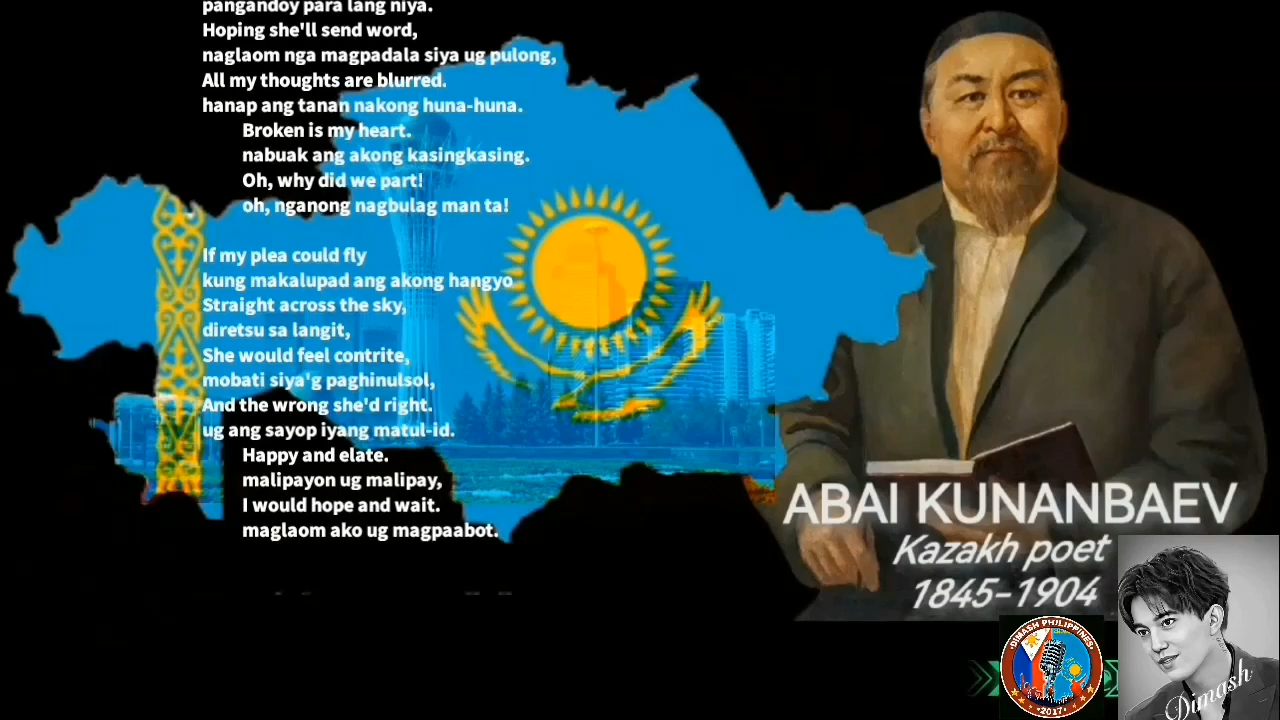 pangandoy para lang niya.
Hoping she'll send word,
naglaom nga magpadala siya ug pulong,
All my thoughts are blurred.
hanap ang tanan nakong huna-huna.
Broken is my heart.
nabuak ang akong kasingkasing.
Oh, why did we part!
oh, nganong nagbulag man ta!
If my plea could fly
kung makalupad ang akong hangyo
Straight across the sky,
diretsu sa langit,
She would feel contrite,
mobati siya'g paghinulsol,
And the wrong she'd right.
ug ang sayop iyang matul-id.
Happy and elate.
malipayon ug malipay,
I would hope and wait.
maglaom ako ug magpaabot.
ABAI KUNANBAEV
Kazakh poet
1845-1904
DIMASH PHILIPPINES
2017
Dimash